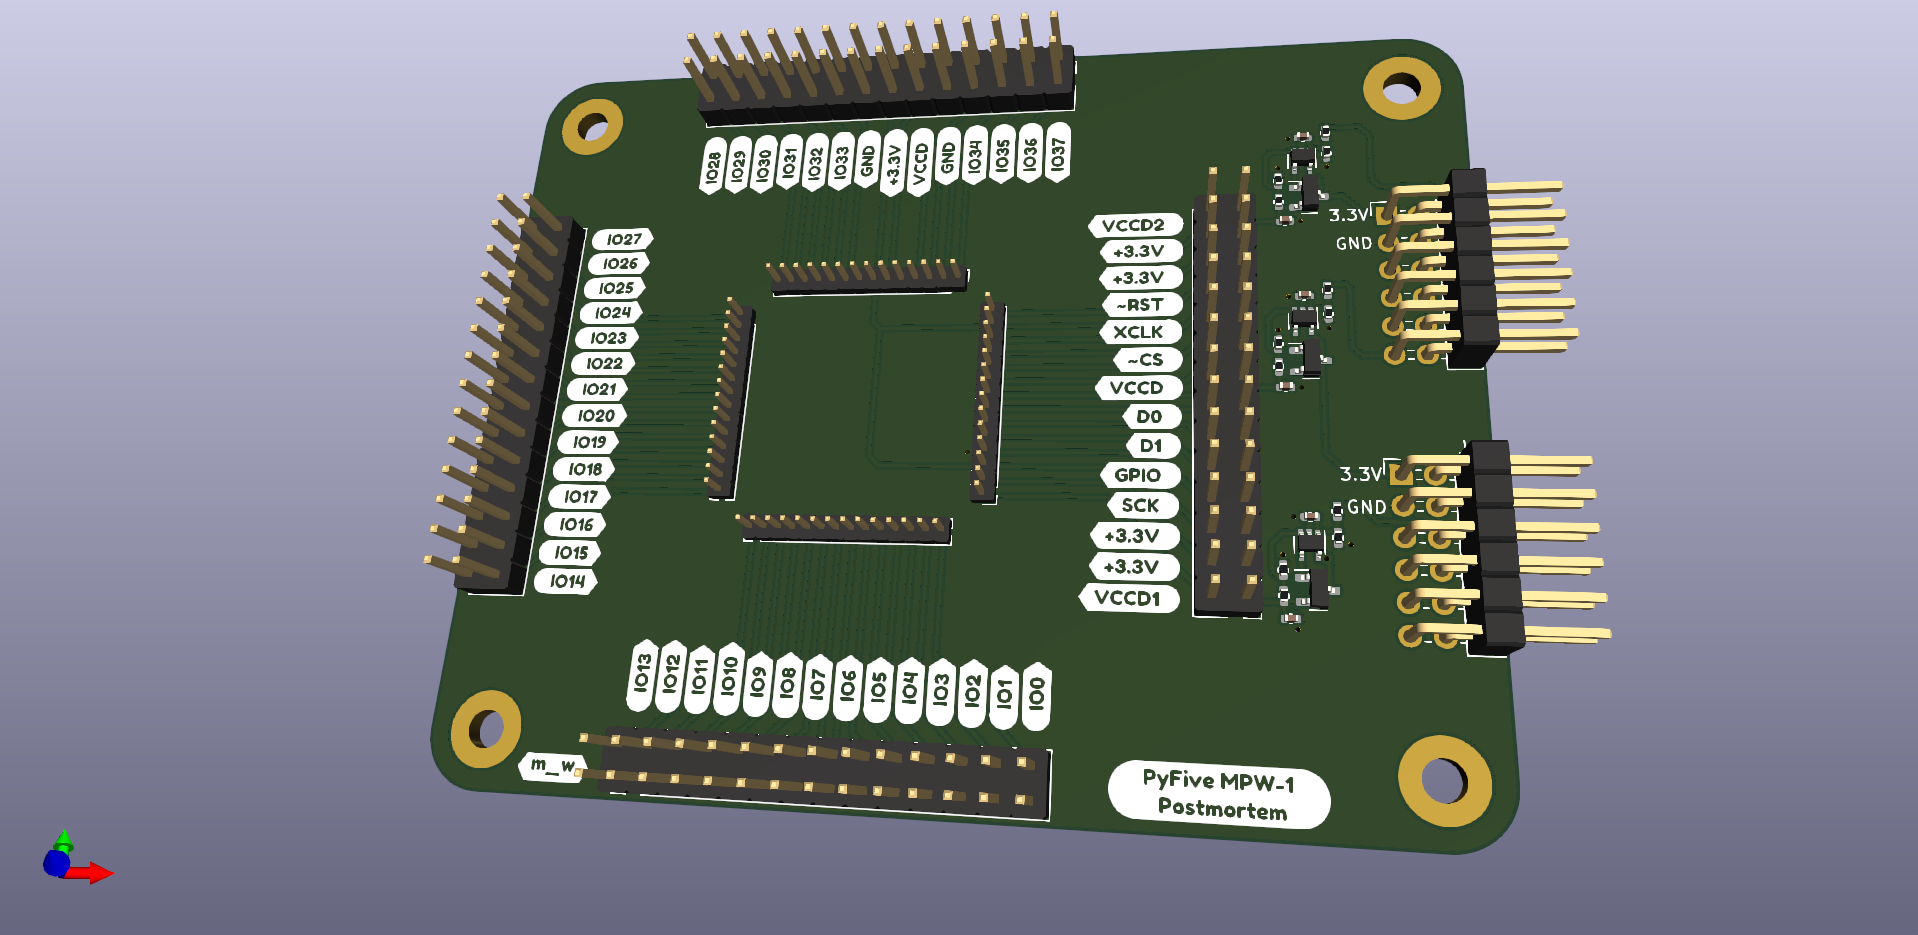 IO28
IO29
IO30
IO31
IO32
IO33
GND
+3.3V
VCCD
GND
IO34
IO35
IO36
IO37
IO27
IO26
IO25
IO24
IO23
IO22
IO21
IO20
IO19
IO18
IO17
IO16
IO15
IO14
VCCD2
+3.3V
+3.3V
~RST
XCLK
~CS
VCCD
D0
D1
GPIO
SCK
+3.3V
+3.3V
VCCD1
3.3V
GND
3.3V
GND
IO13
IO12
IO11
IO10
IO9
IO8
IO7
IO6
IO5
IO4
IO3
IO2
IO1
IO0
m_w
PyFive MPW-1
Postmortem